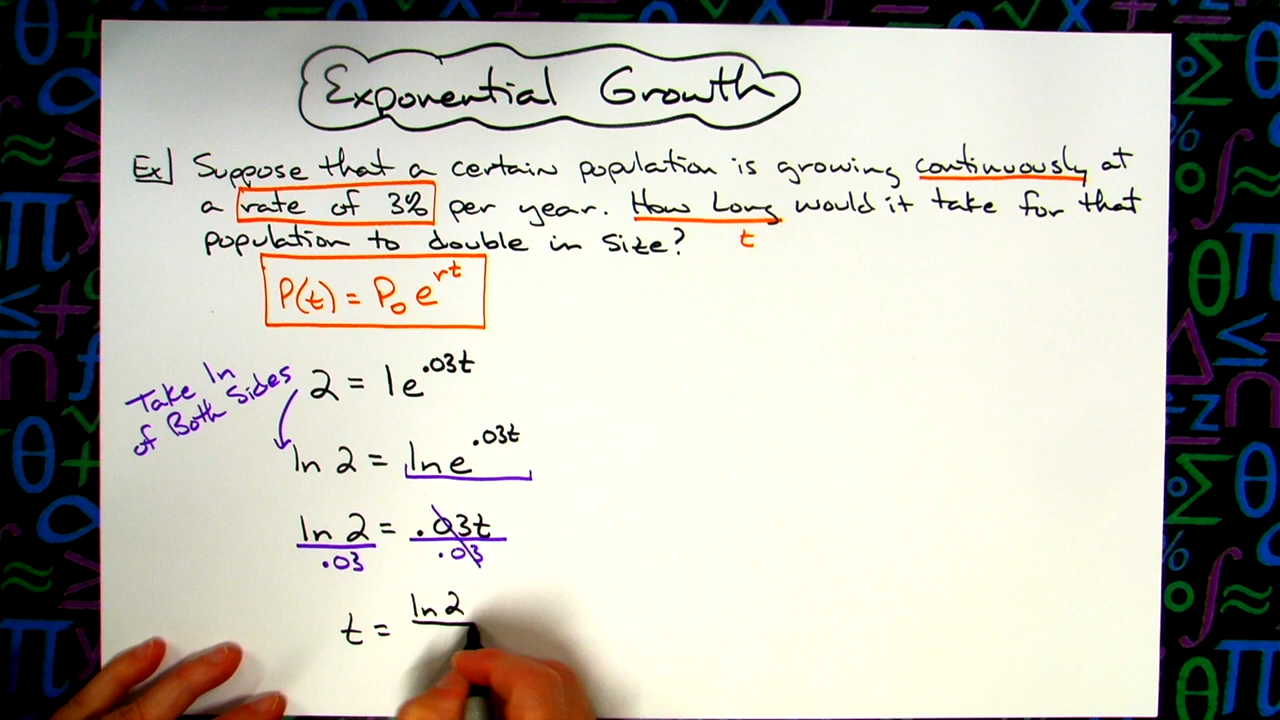 Exponential Growth
Ex] Suppose that a certain population is growing continuously at
a rate of 3% per year. How Long would it take for that
population to double in size? t
P(t) = P₀ e^rt
Take ln
of Both Sides
2 = 1e^.03t
ln 2 = ln e^.03t
ln 2 = .03t
.03 .03
t = ln 2